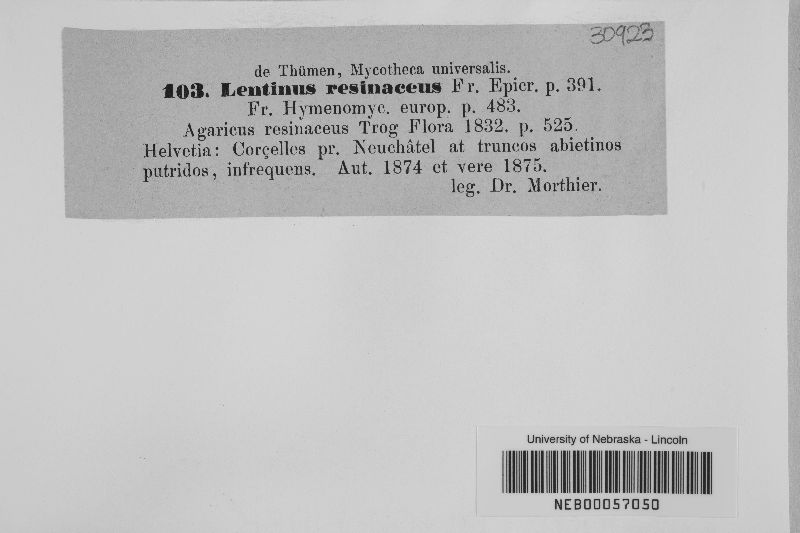 30923
de Thümen, Mycotheca universalis.
103. Lentinus resinaceus Fr. Epicr. p. 391.
Fr. Hymenomyc. europ. p. 483.
Agaricus resinaceus Trog Flora 1832. p. 525.
Helvetia: Corçelles pr. Neuchâtel at truncos abietinos
putridos, infrequens. Aut. 1874 et vere 1875.
leg. Dr. Morthier.
University of Nebraska - Lincoln
NEB00057050